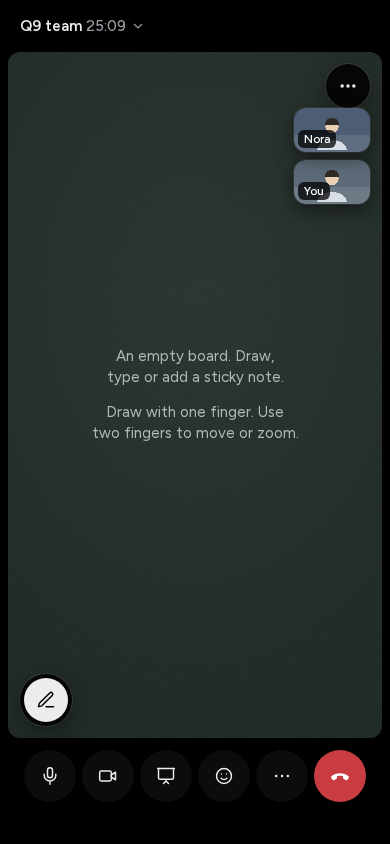 Q9 team 25:09
Nora
You
An empty board. Draw,
type or add a sticky note.
Draw with one finger. Use
two fingers to move or zoom.